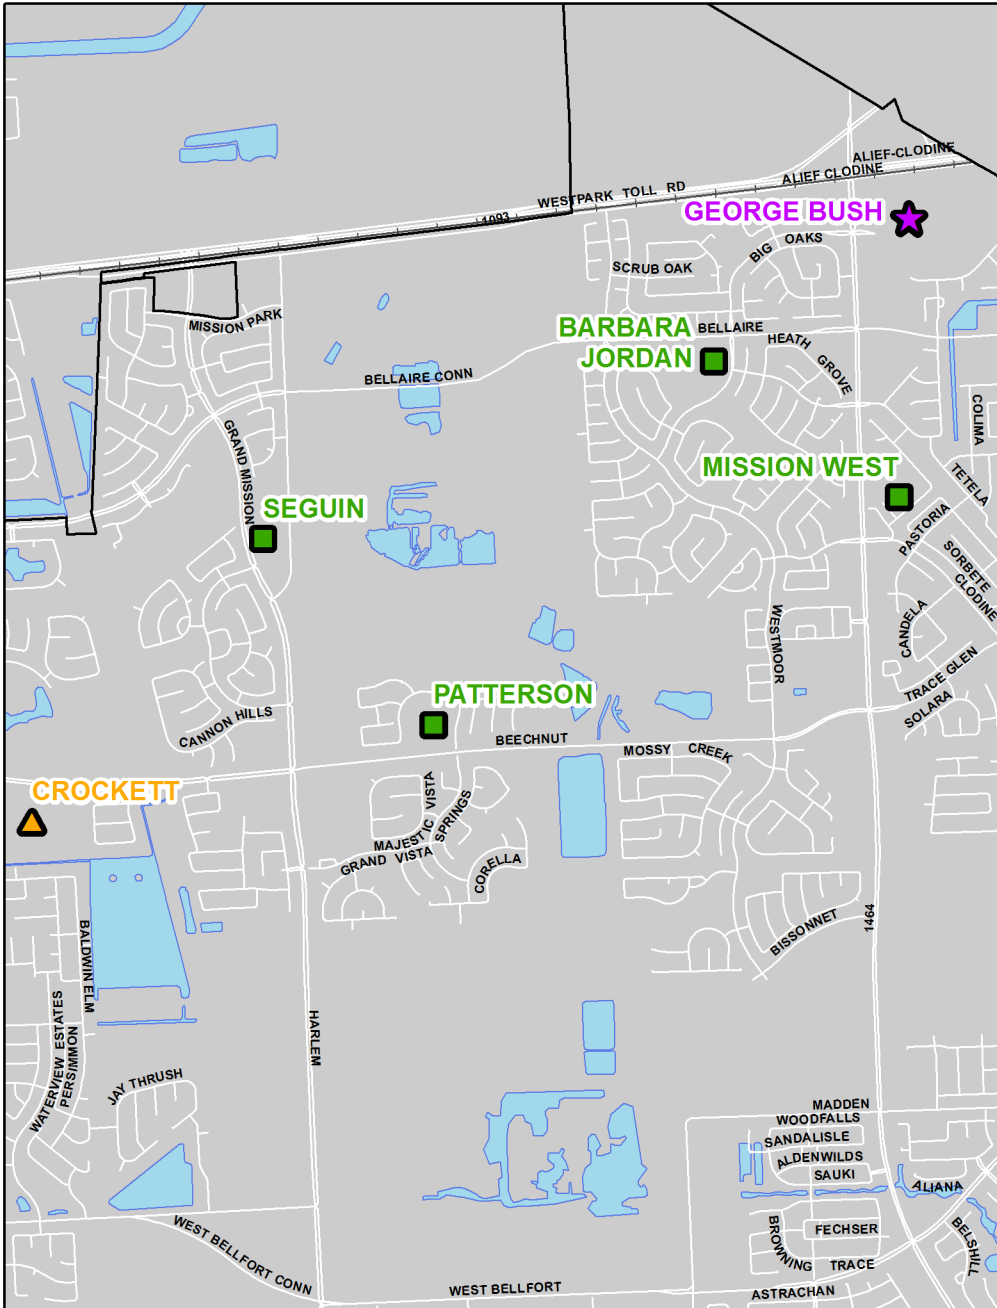 ALIEF-CLODINE
ALIEF CLODINE
WESTPARK TOLL RD
1093
GEORGE BUSH
BIG OAKS
SCRUB OAK
MISSION PARK
BARBARA
JORDAN
BELLAIRE
HEATH GROVE
BELLAIRE CONN
COLIMA
GRAND MISSION
MISSION WEST
TETELA
SEGUIN
PASTORIA
SORBETE
CLODINE
WESTMOOR
CANDELA
TRACE GLEN
SOLARA
PATTERSON
CANNON HILLS
BEECHNUT
MOSSY CREEK
CROCKETT
MAJESTIC VISTA
GRAND VISTA SPRINGS
CORELLA
BISSONNET
1464
BALDWIN ELM
HARLEM
WATERVIEW ESTATES
PERSIMMON
JAY THRUSH
MADDEN
WOODFALLS
SANDALISLE
ALDENWILDS
SAUKI
ALIANA
FECHSER
BROWNING TRACE
BELSHILL
WEST BELLFORT CONN
WEST BELLFORT
ASTRACHAN